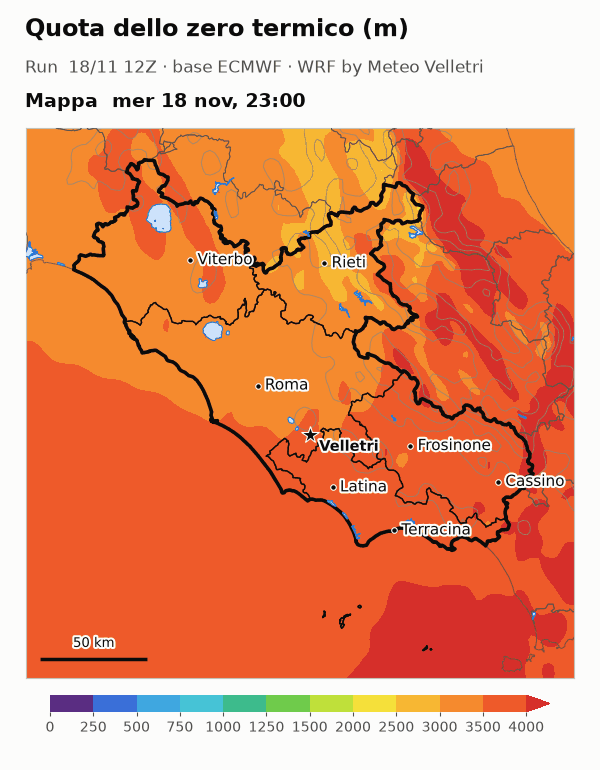 Quota dello zero termico (m)
Run  18/11 12Z · base ECMWF · WRF by Meteo Velletri
Mappa  mer 18 nov, 23:00
Viterbo
Rieti
Roma
Velletri
Frosinone
Cassino
Latina
Terracina
50 km
0 250 500 750 1000 1250 1500 2000 2500 3000 3500 4000